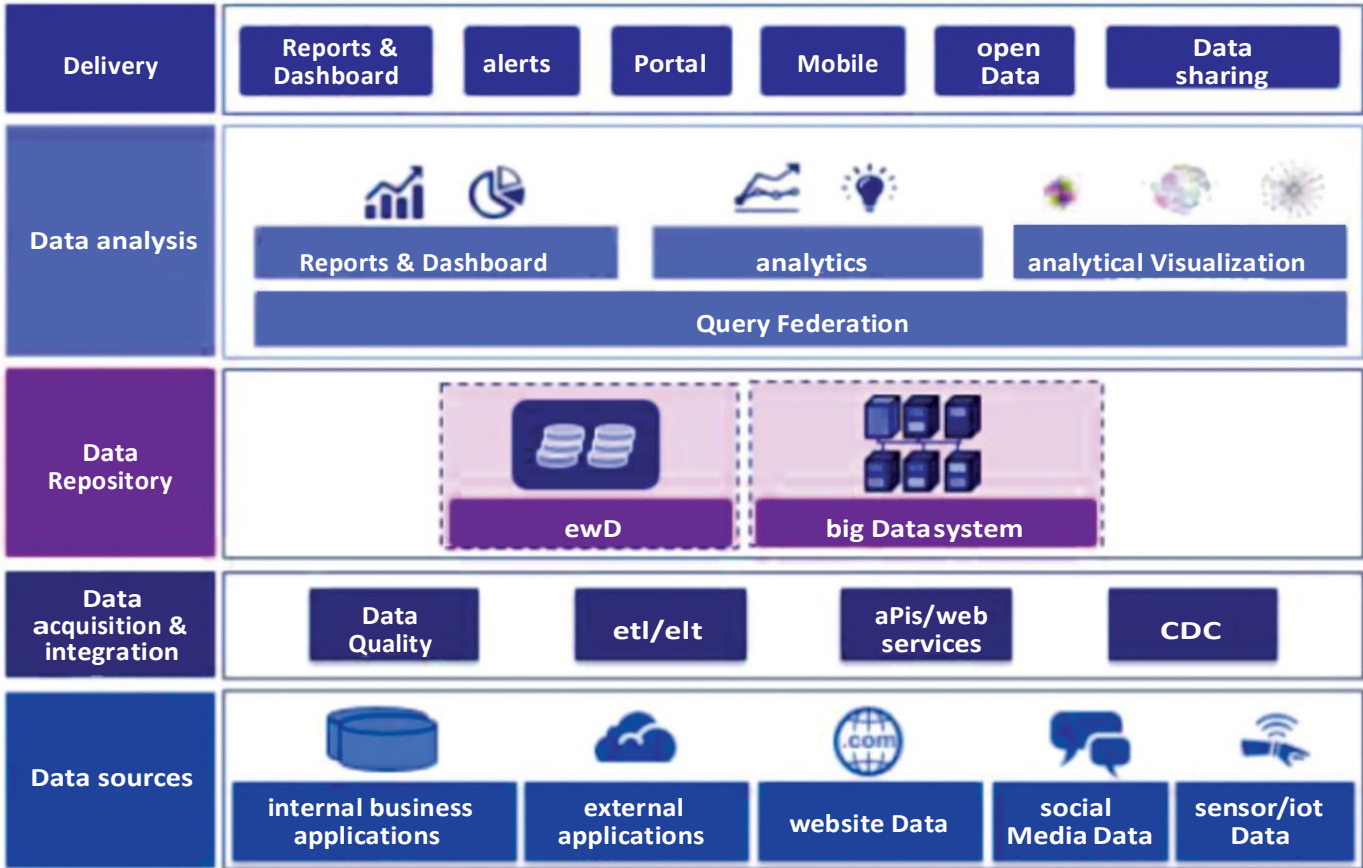 Delivery
Reports &
Dashboard
alerts
Portal
Mobile
open
Data
Data
sharing
Data analysis
Reports & Dashboard
analytics
analytical Visualization
Query Federation
Data
Repository
ewD
big Datasystem
Data
acquisition &
integration
Data
Quality
etl/elt
aPis/web
services
CDC
Data sources
.com
internal business
applications
external
applications
website Data
social
Media Data
sensor/iot
Data